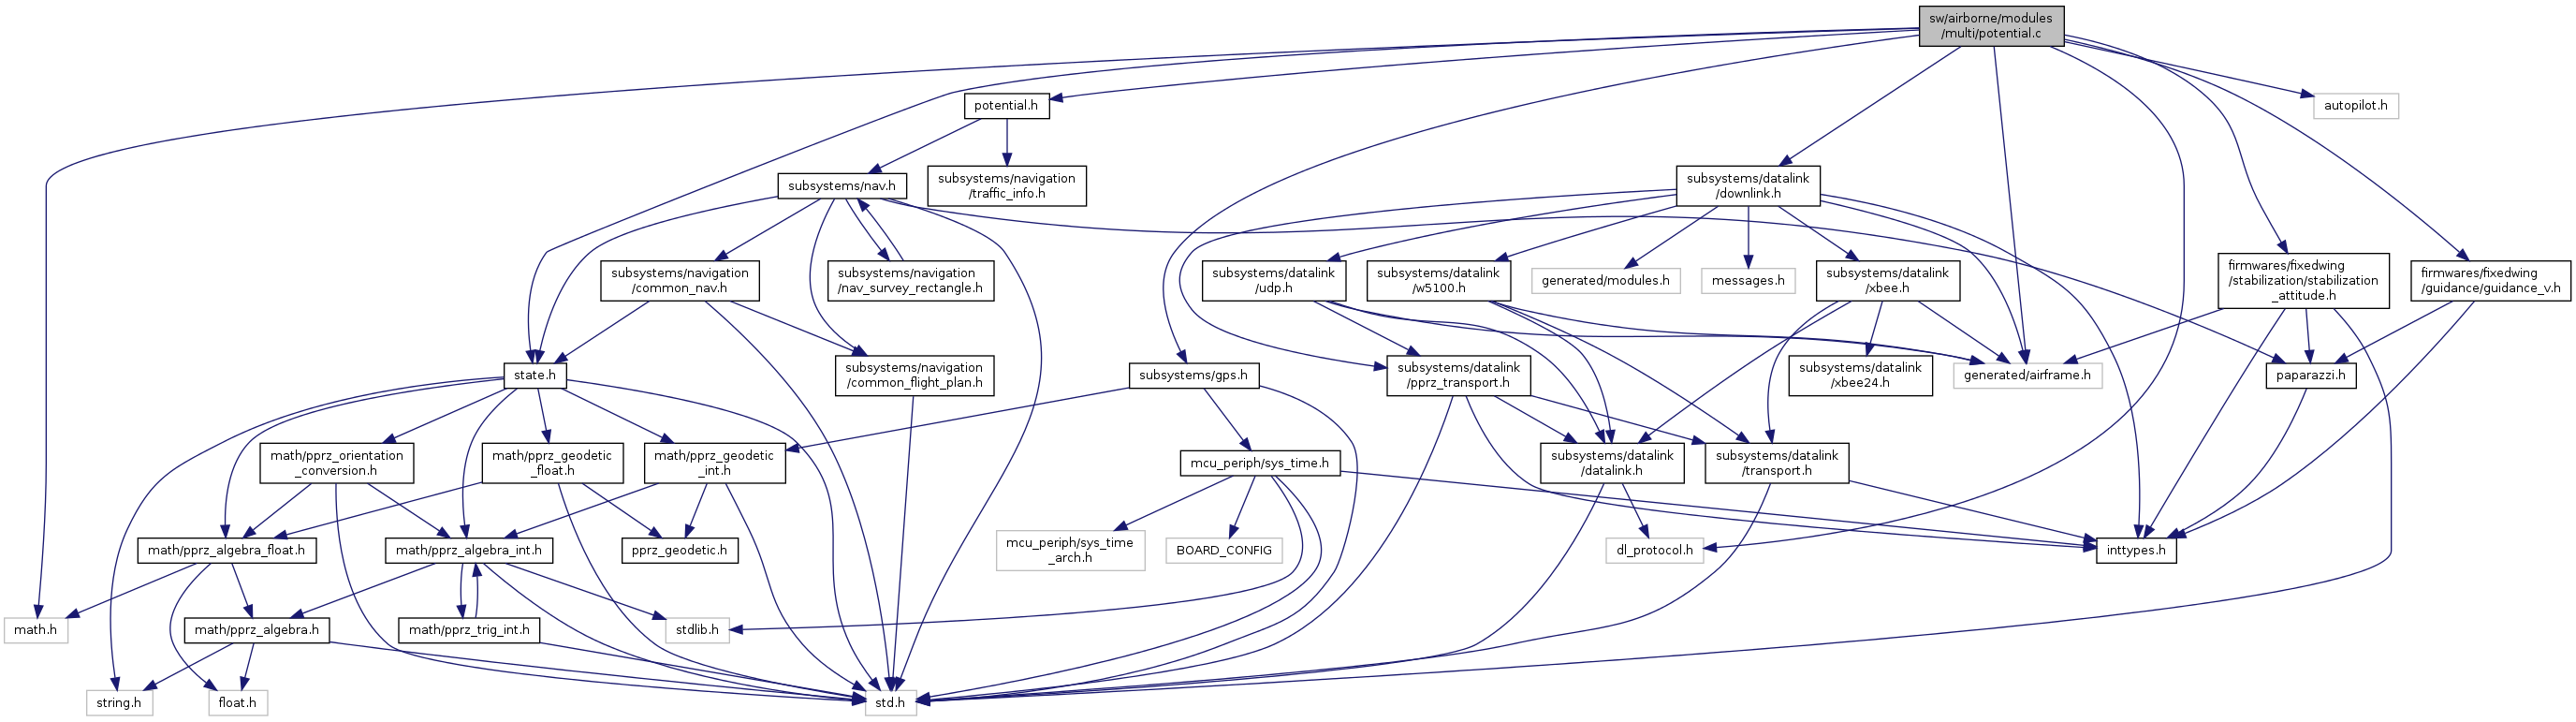 sw/airborne/modules
/multi/potential.c
potential.h
autopilot.h
subsystems/nav.h
subsystems/navigation
/traffic_info.h
subsystems/datalink
/downlink.h
subsystems/navigation
/common_nav.h
subsystems/navigation
/nav_survey_rectangle.h
subsystems/datalink
/udp.h
subsystems/datalink
/w5100.h
generated/modules.h
messages.h
subsystems/datalink
/xbee.h
firmwares/fixedwing
/stabilization/stabilization
_attitude.h
firmwares/fixedwing
/guidance/guidance_v.h
state.h
subsystems/navigation
/common_flight_plan.h
subsystems/gps.h
subsystems/datalink
/pprz_transport.h
subsystems/datalink
/xbee24.h
generated/airframe.h
paparazzi.h
math/pprz_orientation
_conversion.h
math/pprz_geodetic
_float.h
math/pprz_geodetic
_int.h
mcu_periph/sys_time.h
subsystems/datalink
/datalink.h
subsystems/datalink
/transport.h
math/pprz_algebra_float.h
math/pprz_algebra_int.h
pprz_geodetic.h
mcu_periph/sys_time
_arch.h
BOARD_CONFIG
dl_protocol.h
inttypes.h
math.h
math/pprz_algebra.h
math/pprz_trig_int.h
stdlib.h
string.h
float.h
std.h